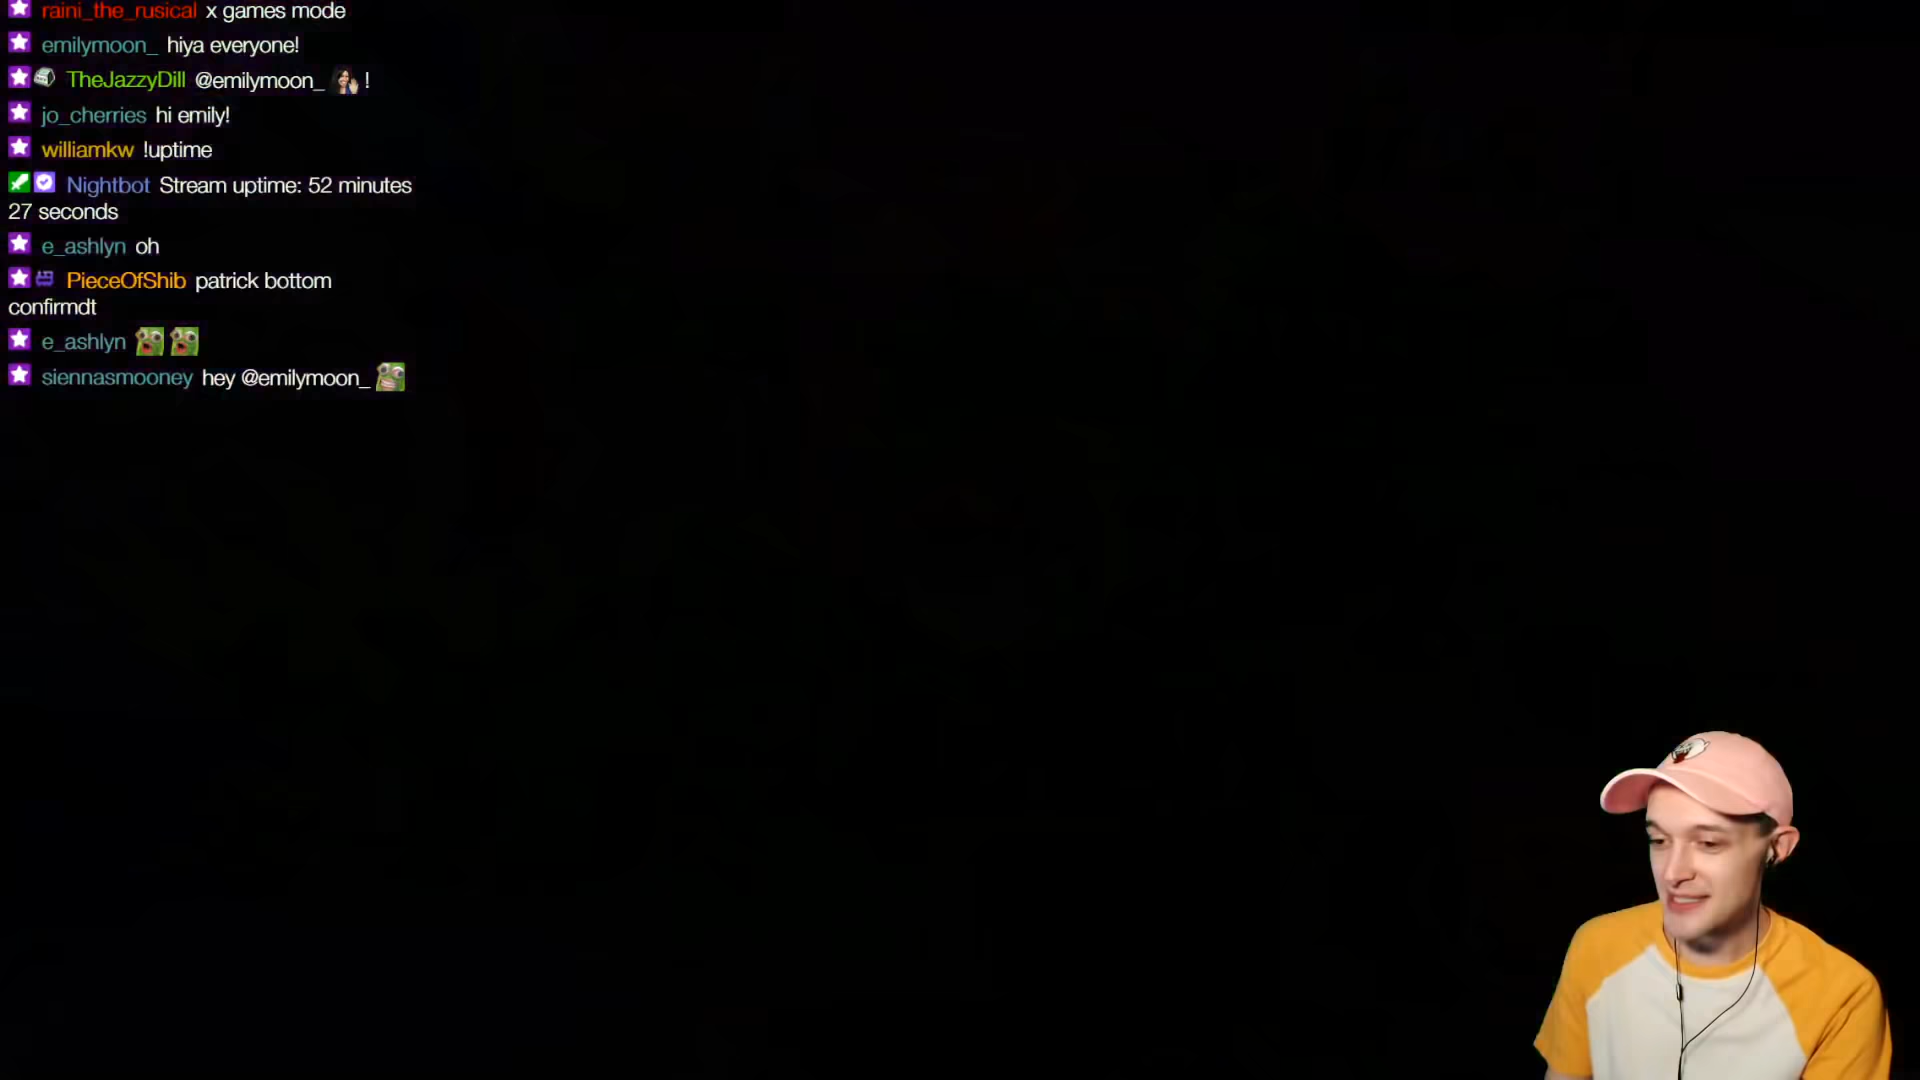 raini_the_rusical x games mode
emilymoon_ hiya everyone!
TheJazzyDill @emilymoon_ !
jo_cherries hi emily!
williamkw !uptime
Nightbot Stream uptime: 52 minutes
27 seconds
e_ashlyn oh
PieceOfShib patrick bottom
confirmdt
e_ashlyn
siennasmooney hey @emilymoon_